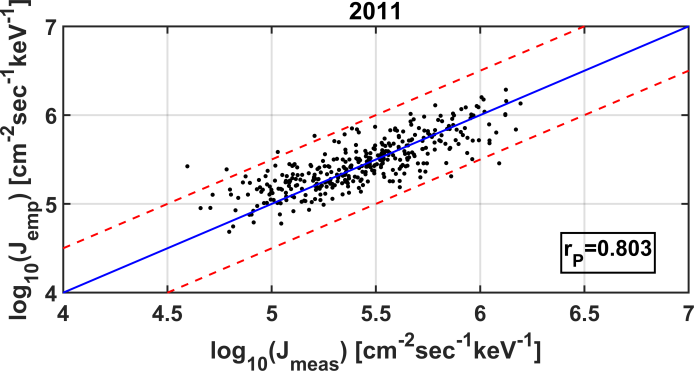 2011
log10(Jemp) [cm-2sec-1keV-1]
7
6
5
4
rP=0.803
4 4.5 5 5.5 6 6.5 7
log10(Jmeas) [cm-2sec-1keV-1]